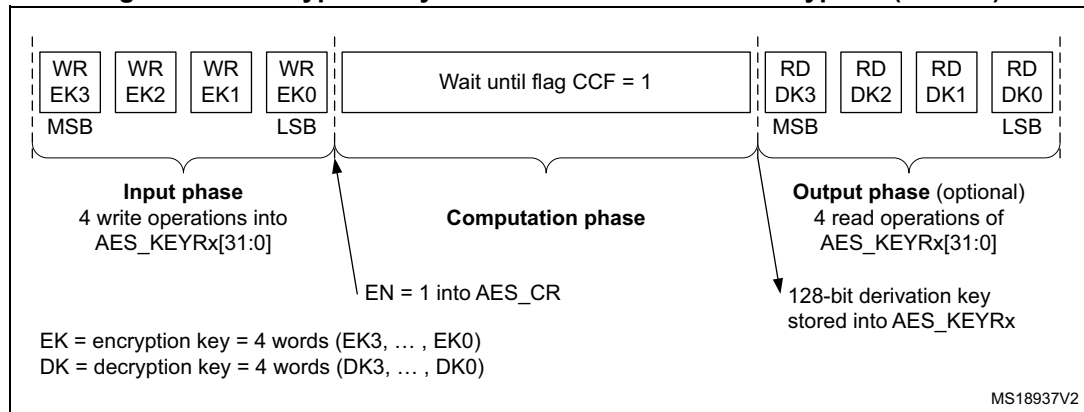 WR EK3
WR EK2
WR EK1
WR EK0
MSB
LSB
Wait until flag CCF = 1
RD DK3
RD DK2
RD DK1
RD DK0
MSB
LSB
Input phase
4 write operations into
AES_KEYRx[31:0]
Computation phase
Output phase (optional)
4 read operations of
AES_KEYRx[31:0]
EN = 1 into AES_CR
128-bit derivation key
stored into AES_KEYRx
EK = encryption key = 4 words (EK3, … , EK0)
DK = decryption key = 4 words (DK3, … , DK0)
MS18937V2